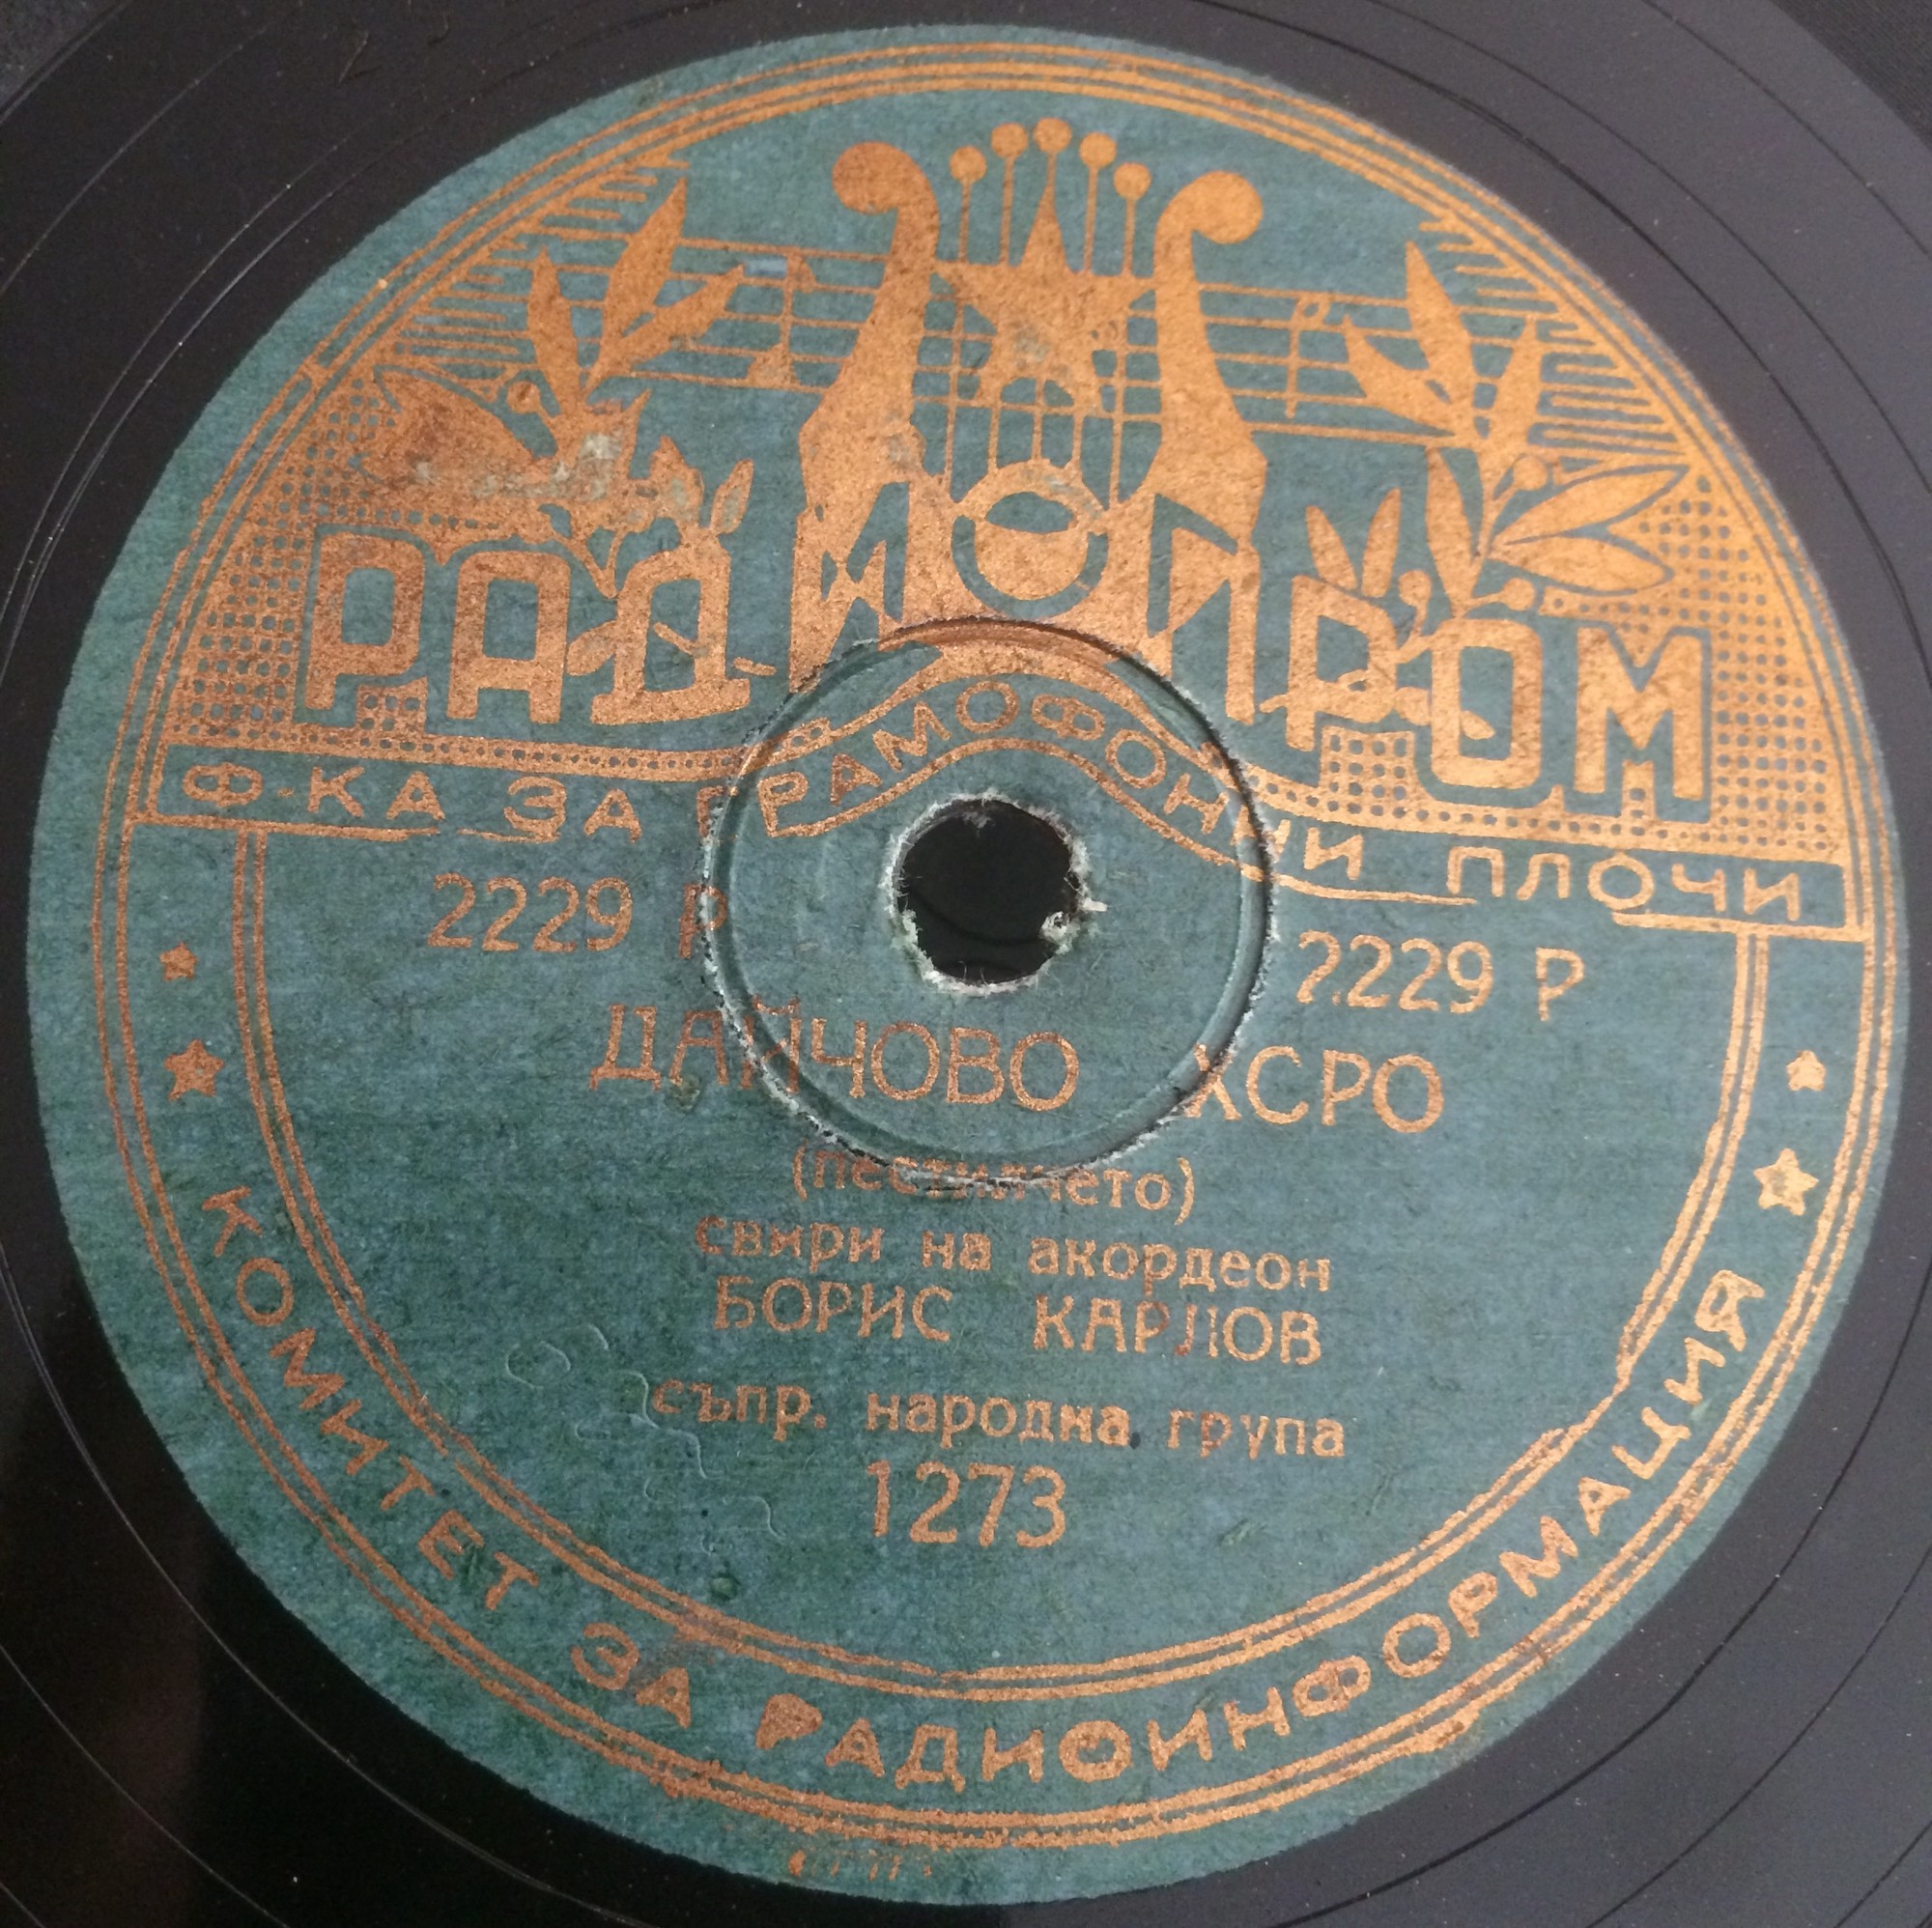 РАДИОПРОМ
Ф-КА ЗА ГРАМОФОННИ ПЛОЧИ
2229 Р 2229 Р
ДАЙЧОВО ХСРО
свири на акордеон
БОРИС КАРЛОВ
съпр. народна група
1273
КОМИТЕТ ЗА РАДИОИНФОРМАЦИЯ